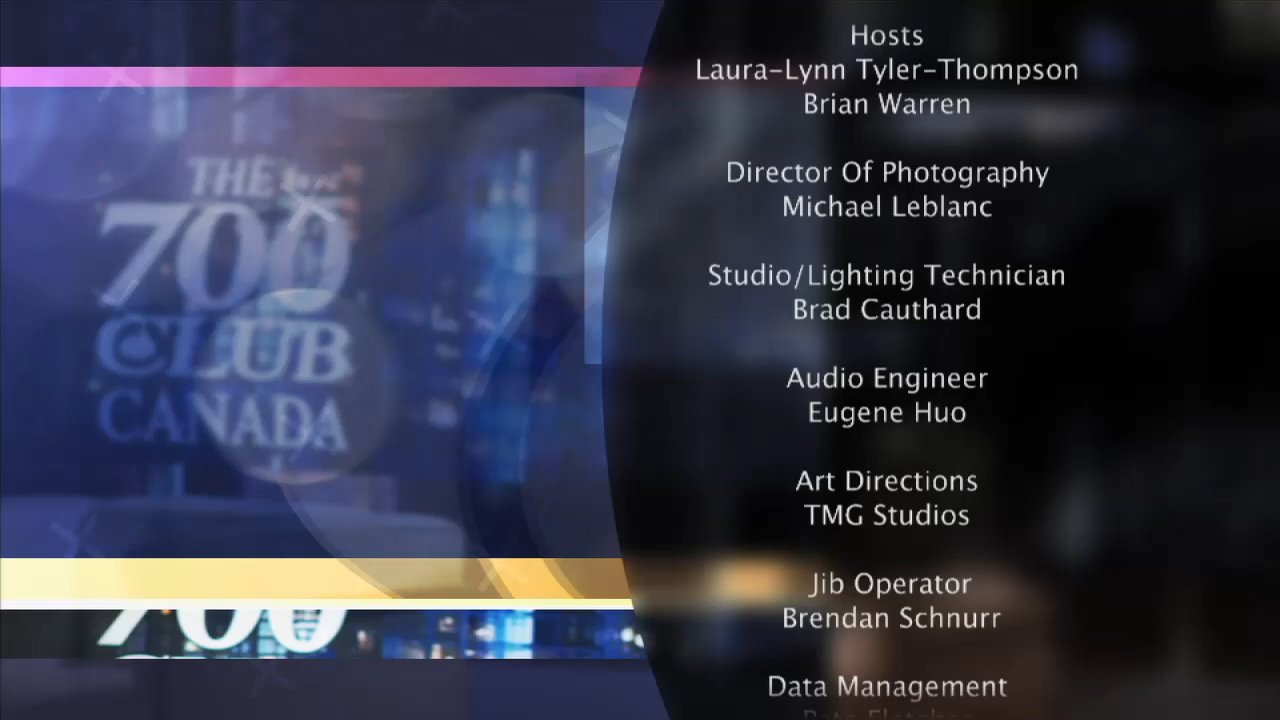 THE
700
CLUB
CANADA
700
Hosts
Laura-Lynn Tyler-Thompson
Brian Warren
Director Of Photography
Michael Leblanc
Studio/Lighting Technician
Brad Cauthard
Audio Engineer
Eugene Huo
Art Directions
TMG Studios
Jib Operator
Brendan Schnurr
Data Management